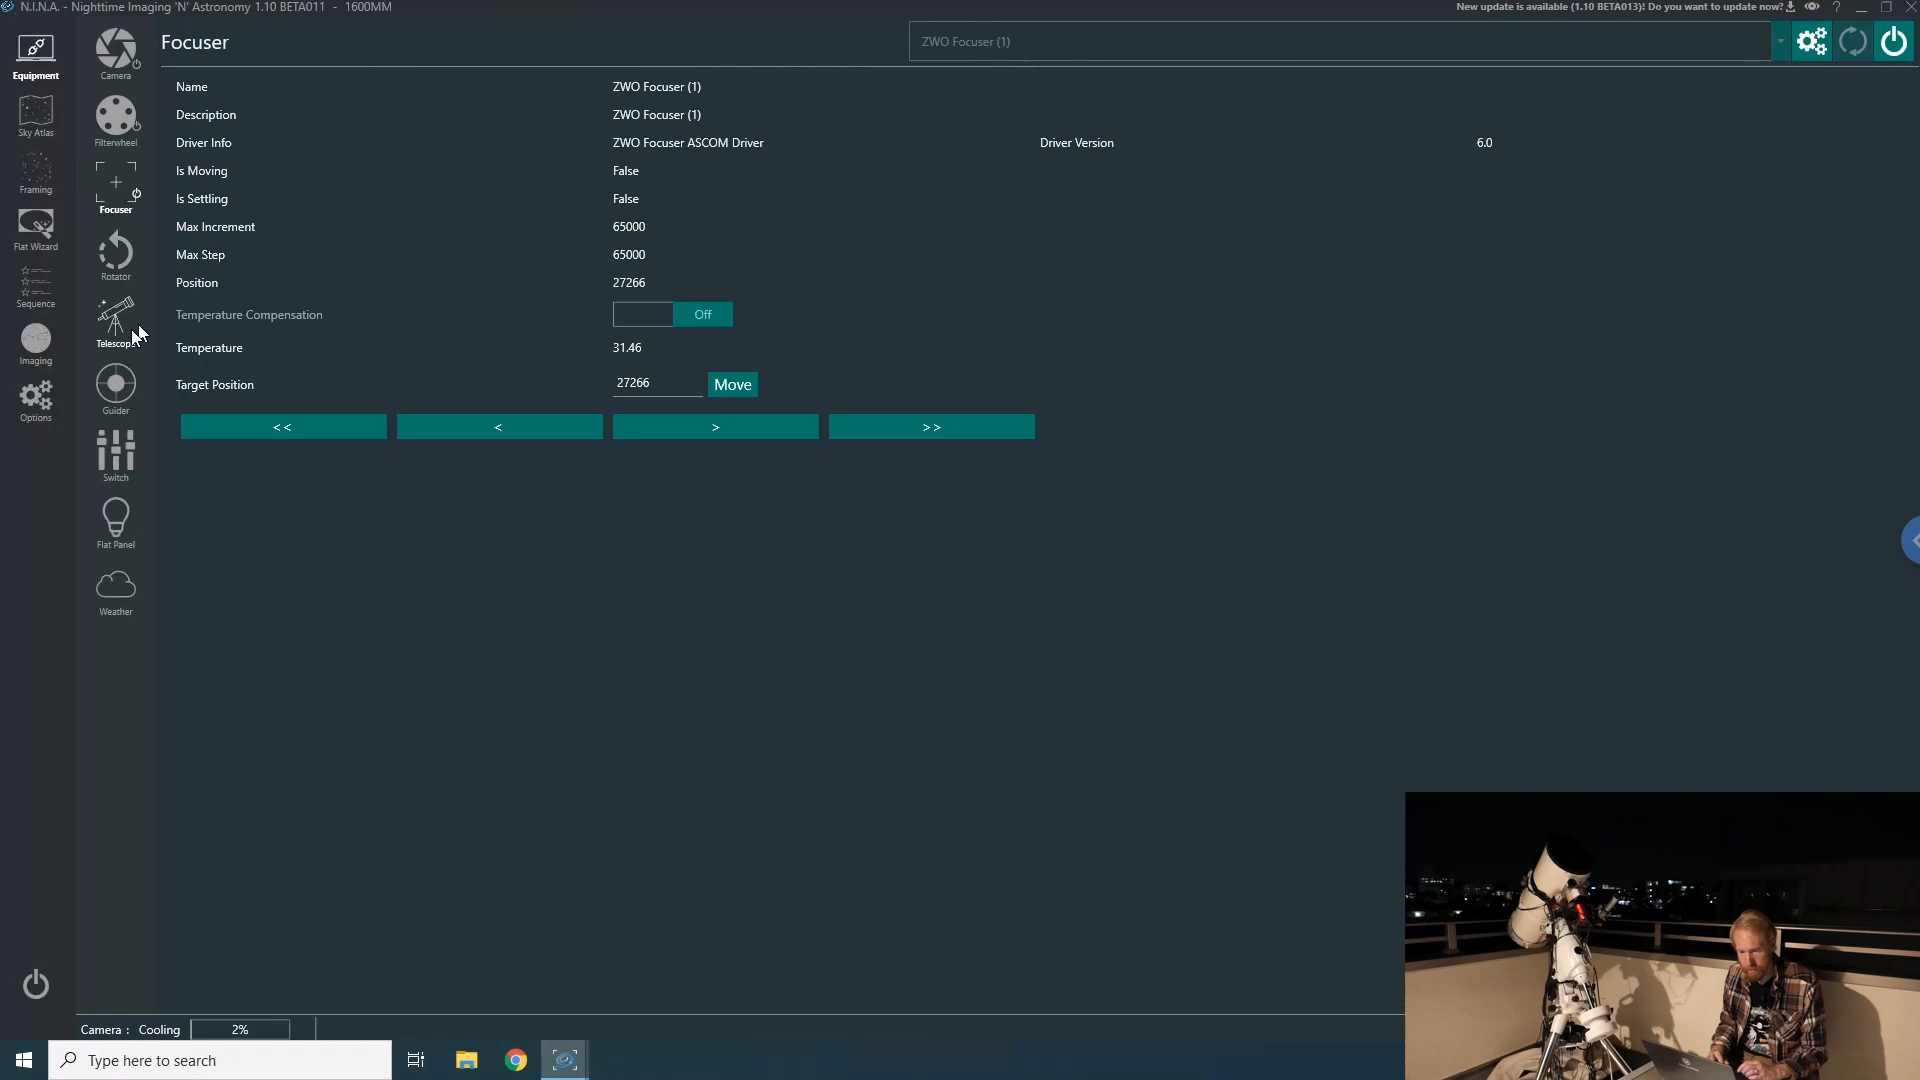 N.I.N.A. - Nighttime Imaging 'N' Astronomy 1.10 BETA011 - 1600MM
New update is available (1.10 BETA013)! Do you want to update now?
?
Equipment
Sky Atlas
Framing
Flat Wizard
Sequence
Imaging
Options
Camera
Filterwheel
Focuser
Rotator
Telescope
Guider
Switch
Flat Panel
Weather
Focuser
ZWO Focuser (1)
Name ZWO Focuser (1)
Description ZWO Focuser (1)
Driver Info ZWO Focuser ASCOM Driver Driver Version 6.0
Is Moving False
Is Settling False
Max Increment 65000
Max Step 65000
Position 27266
Temperature Compensation Off
Temperature 31.46
Target Position 27266 Move
<< < > >>
Camera : Cooling 2%
Type here to search